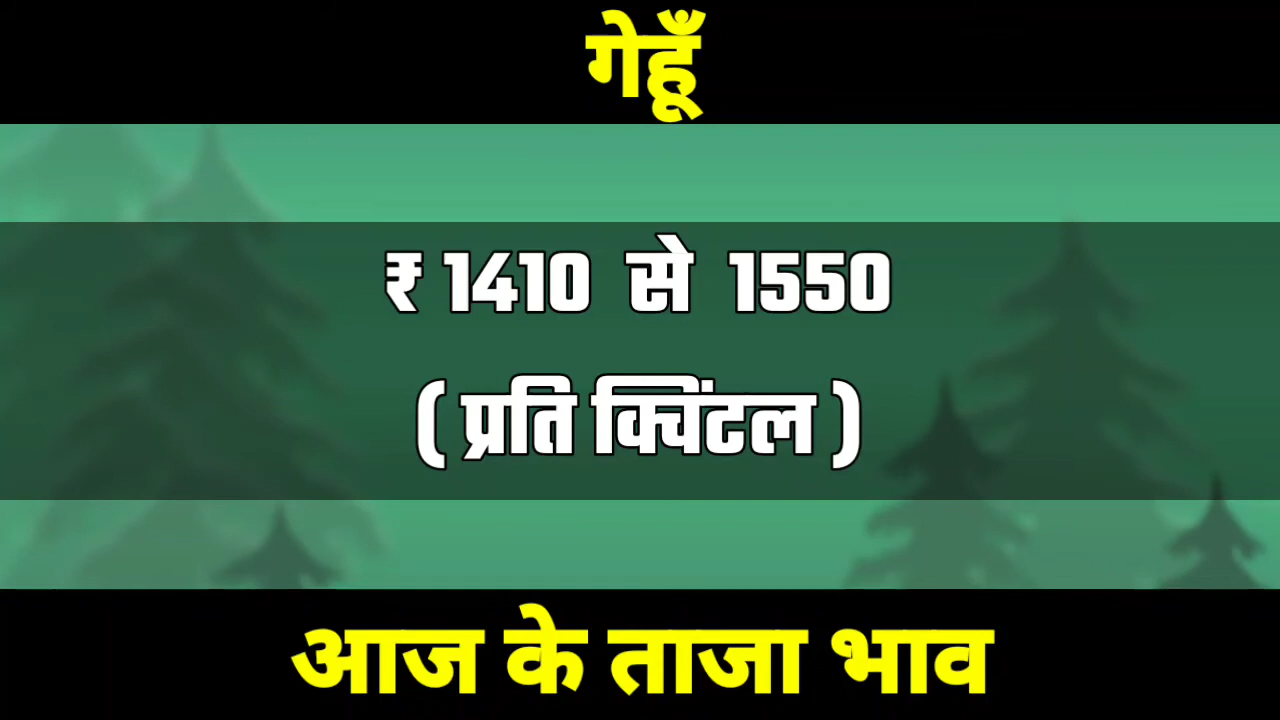 गेहूँ
₹ 1410 से 1550
( प्रति क्विंटल )
आज के ताजा भाव